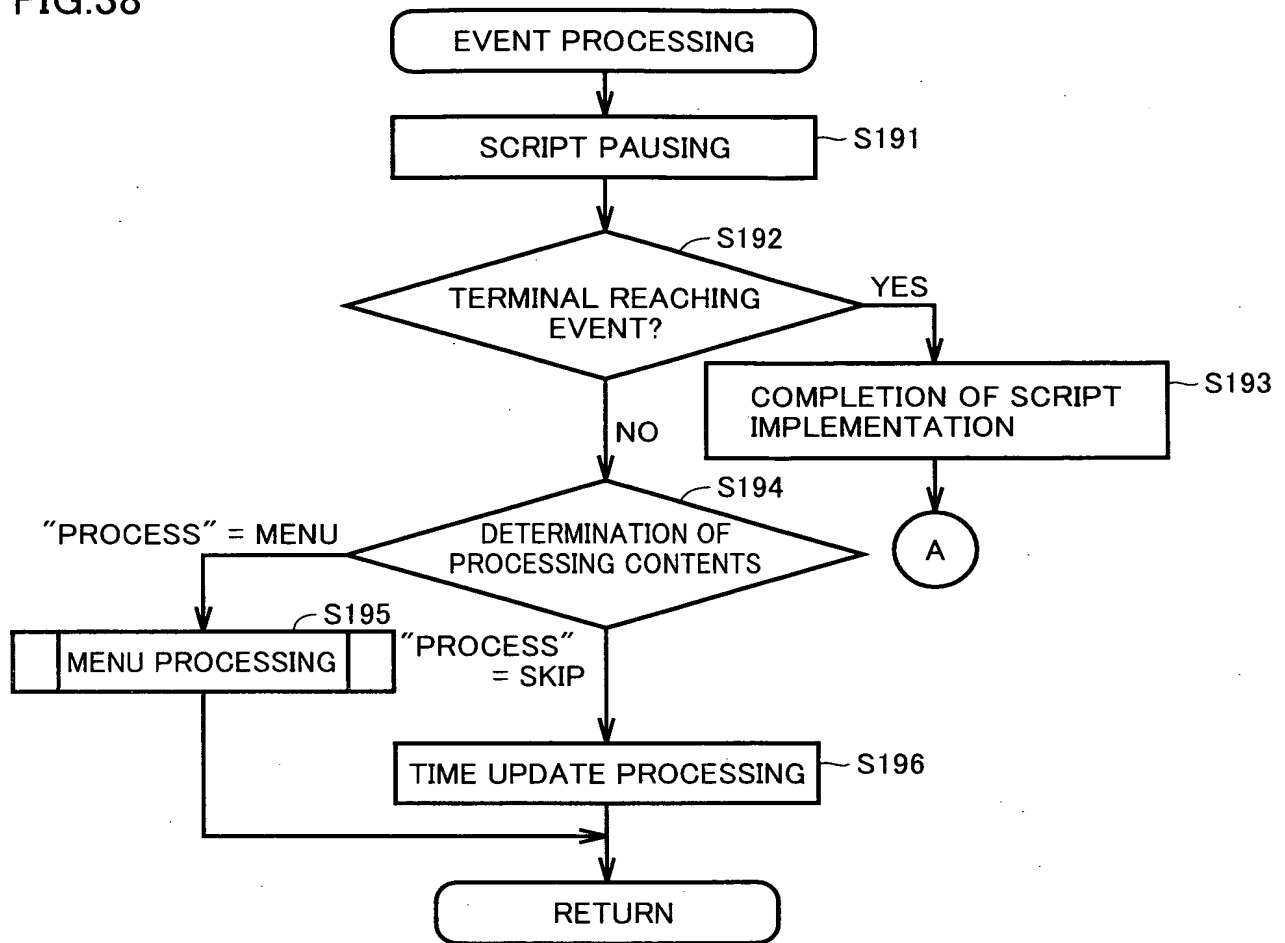 FIG.38
EVENT PROCESSING
SCRIPT PAUSING
S191
S192
TERMINAL REACHING
EVENT?
YES
COMPLETION OF SCRIPT
IMPLEMENTATION
S193
NO
A
S194
DETERMINATION OF
PROCESSING CONTENTS
"PROCESS" = MENU
S195
MENU PROCESSING
"PROCESS"
= SKIP
TIME UPDATE PROCESSING
S196
RETURN